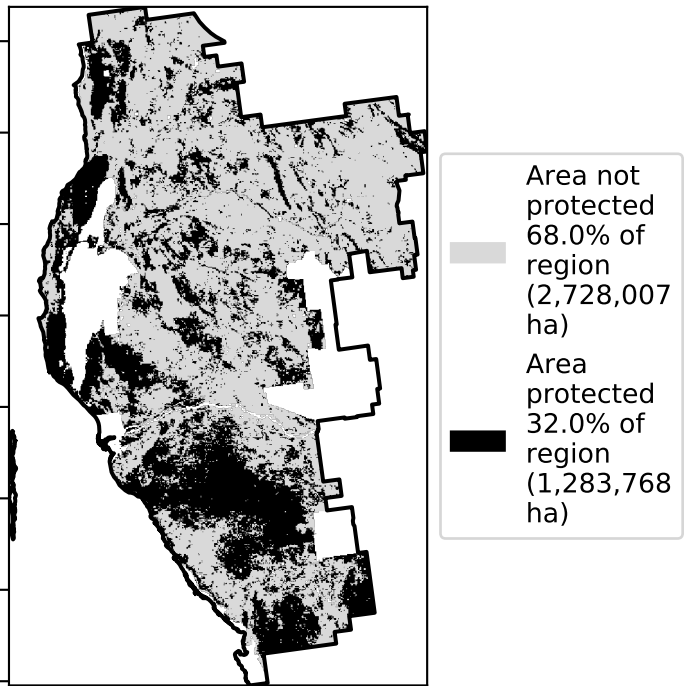 Area not
protected
68.0% of
region
(2,728,007
ha)
Area
protected
32.0% of
region
(1,283,768
ha)